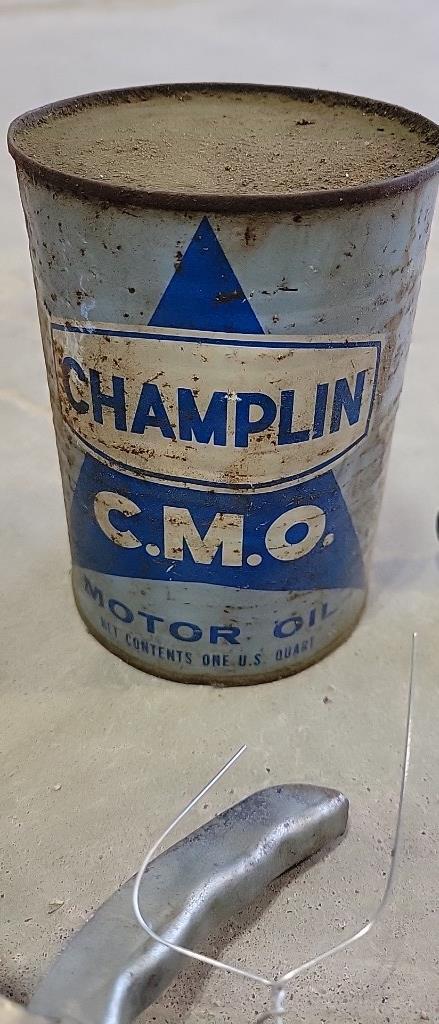 CHAMPLIN
C.M.O.
MOTOR OIL
NET CONTENTS ONE U.S. QUART